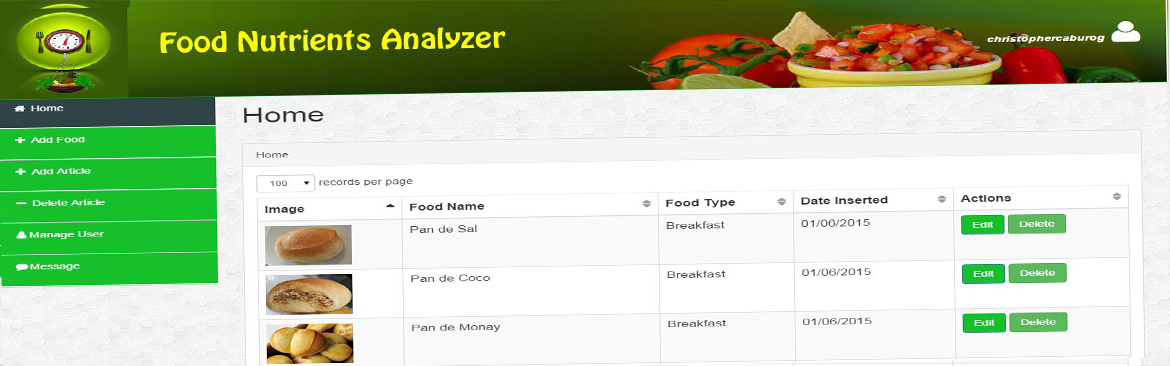 Food Nutrients Analyzer
christophercaburog
Home
Add Food
Add Article
Delete Article
Manage User
Message
Home
Home
100 records per page
Image Food Name Food Type Date Inserted Actions
Pan de Sal Breakfast 01/06/2015 Edit Delete
Pan de Coco Breakfast 01/06/2015 Edit Delete
Pan de Monay Breakfast 01/06/2015 Edit Delete